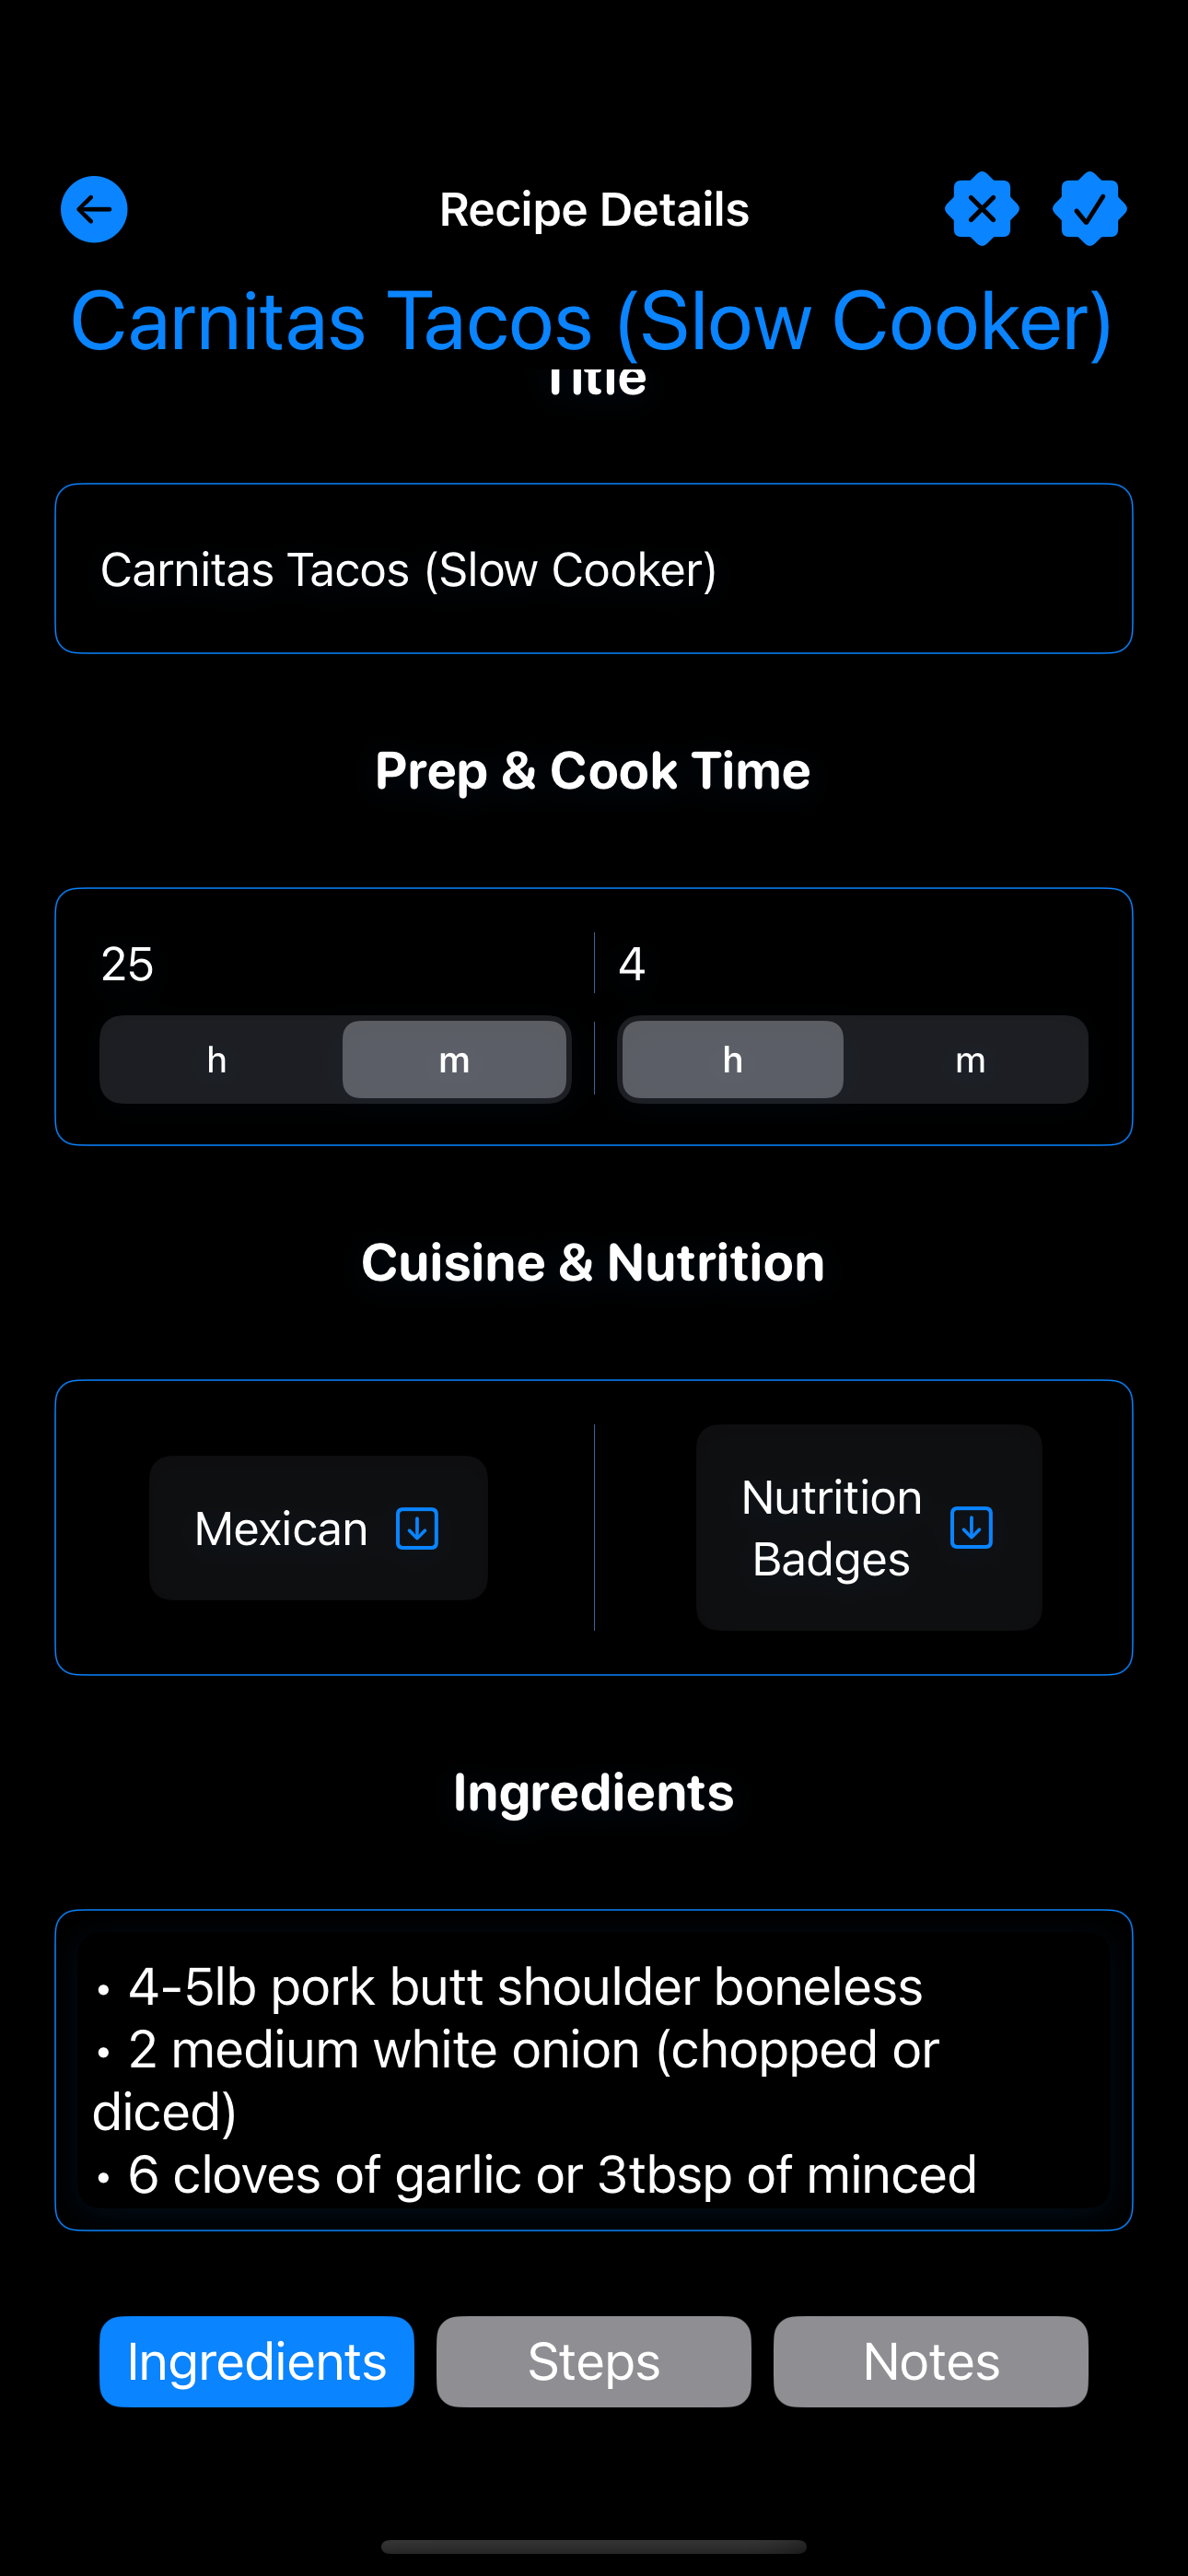 Recipe Details
Carnitas Tacos (Slow Cooker)
Title
Carnitas Tacos (Slow Cooker)
Prep & Cook Time
25
4
h m
h m
Cuisine & Nutrition
Mexican
Nutrition
Badges
Ingredients
• 4-5lb pork butt shoulder boneless
• 2 medium white onion (chopped or
diced)
• 6 cloves of garlic or 3tbsp of minced
Ingredients
Steps
Notes